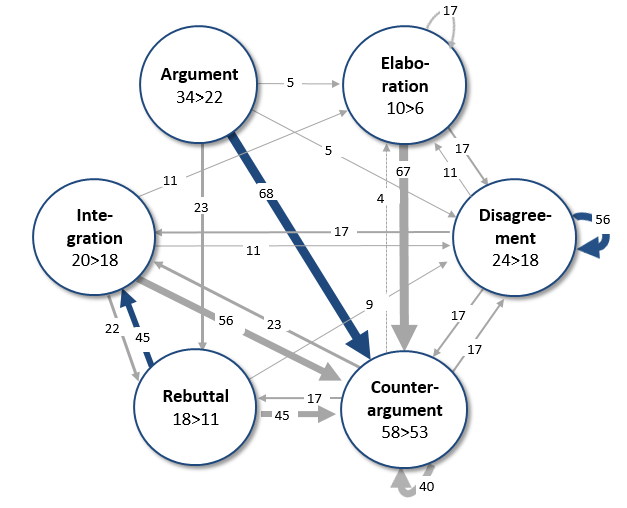 17
Argument
34>22
Elabo-
ration
10>6
5
5
17
67
11
11
4
68
23
Inte-
gration
20>18
Disagree-
ment
24>18
56
17
11
9
23
56
22
45
17
17
Rebuttal
18>11
17
45
Counter-
argument
58>53
40